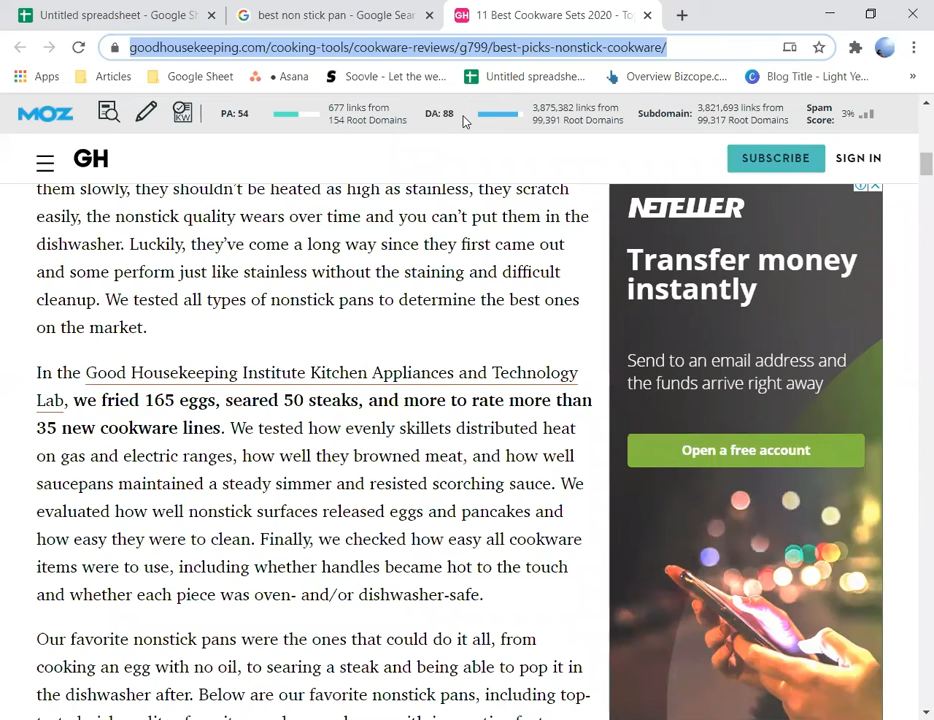 Untitled spreadsheet - Google S
best non stick pan - Google Sear
GH
11 Best Cookware Sets 2020 - To
goodhousekeeping.com/cooking-tools/cookware-reviews/g799/best-picks-nonstick-cookware/
Apps
Articles
Google Sheet
Asana
S Soovle - Let the we...
Untitled spreadshe...
Overview Bizcope.c...
C Blog Title - Light Ye...
»
MOZ
KW
PA: 54
677 links from
154 Root Domains
DA: 88
3,875,382 links from
99,391 Root Domains
Subdomain:
3,821,693 links from
99,317 Root Domains
Spam
Score:
3%
GH
SUBSCRIBE
SIGN IN
them slowly, they shouldn't be heated as high as stainless, they scratch
easily, the nonstick quality wears over time and you can't put them in the
dishwasher. Luckily, they've come a long way since they first came out
and some perform just like stainless without the staining and difficult
cleanup. We tested all types of nonstick pans to determine the best ones
on the market.
In the Good Housekeeping Institute Kitchen Appliances and Technology
Lab, we fried 165 eggs, seared 50 steaks, and more to rate more than
35 new cookware lines. We tested how evenly skillets distributed heat
on gas and electric ranges, how well they browned meat, and how well
saucepans maintained a steady simmer and resisted scorching sauce. We
evaluated how well nonstick surfaces released eggs and pancakes and
how easy they were to clean. Finally, we checked how easy all cookware
items were to use, including whether handles became hot to the touch
and whether each piece was oven- and/or dishwasher-safe.
Our favorite nonstick pans were the ones that could do it all, from
cooking an egg with no oil, to searing a steak and being able to pop it in
the dishwasher after. Below are our favorite nonstick pans, including top-
NETELLER
Transfer money
instantly
Send to an email address and
the funds arrive right away
Open a free account